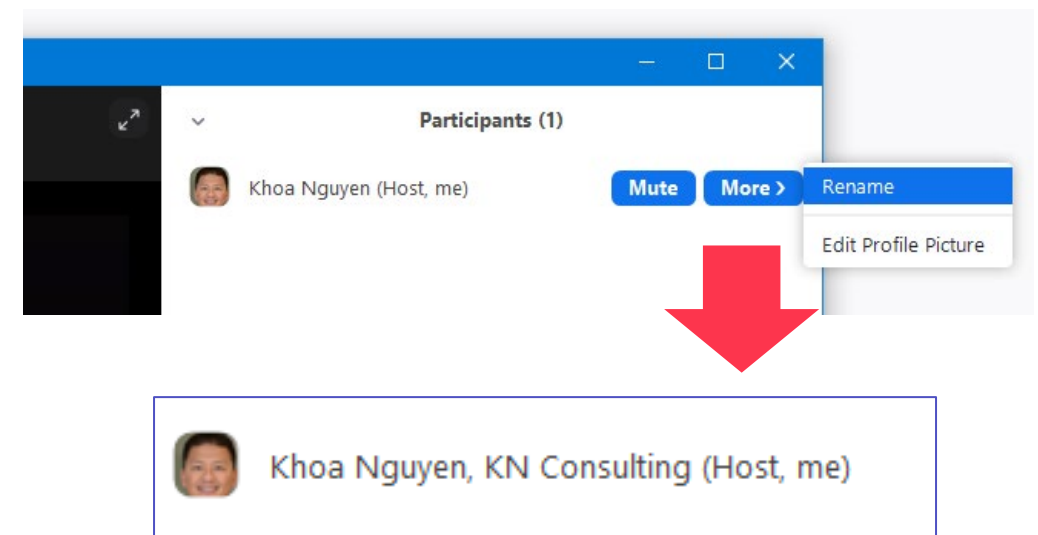 Participants (1)
Khoa Nguyen (Host, me)
Mute
More >
Rename
Edit Profile Picture
Khoa Nguyen, KN Consulting (Host, me)